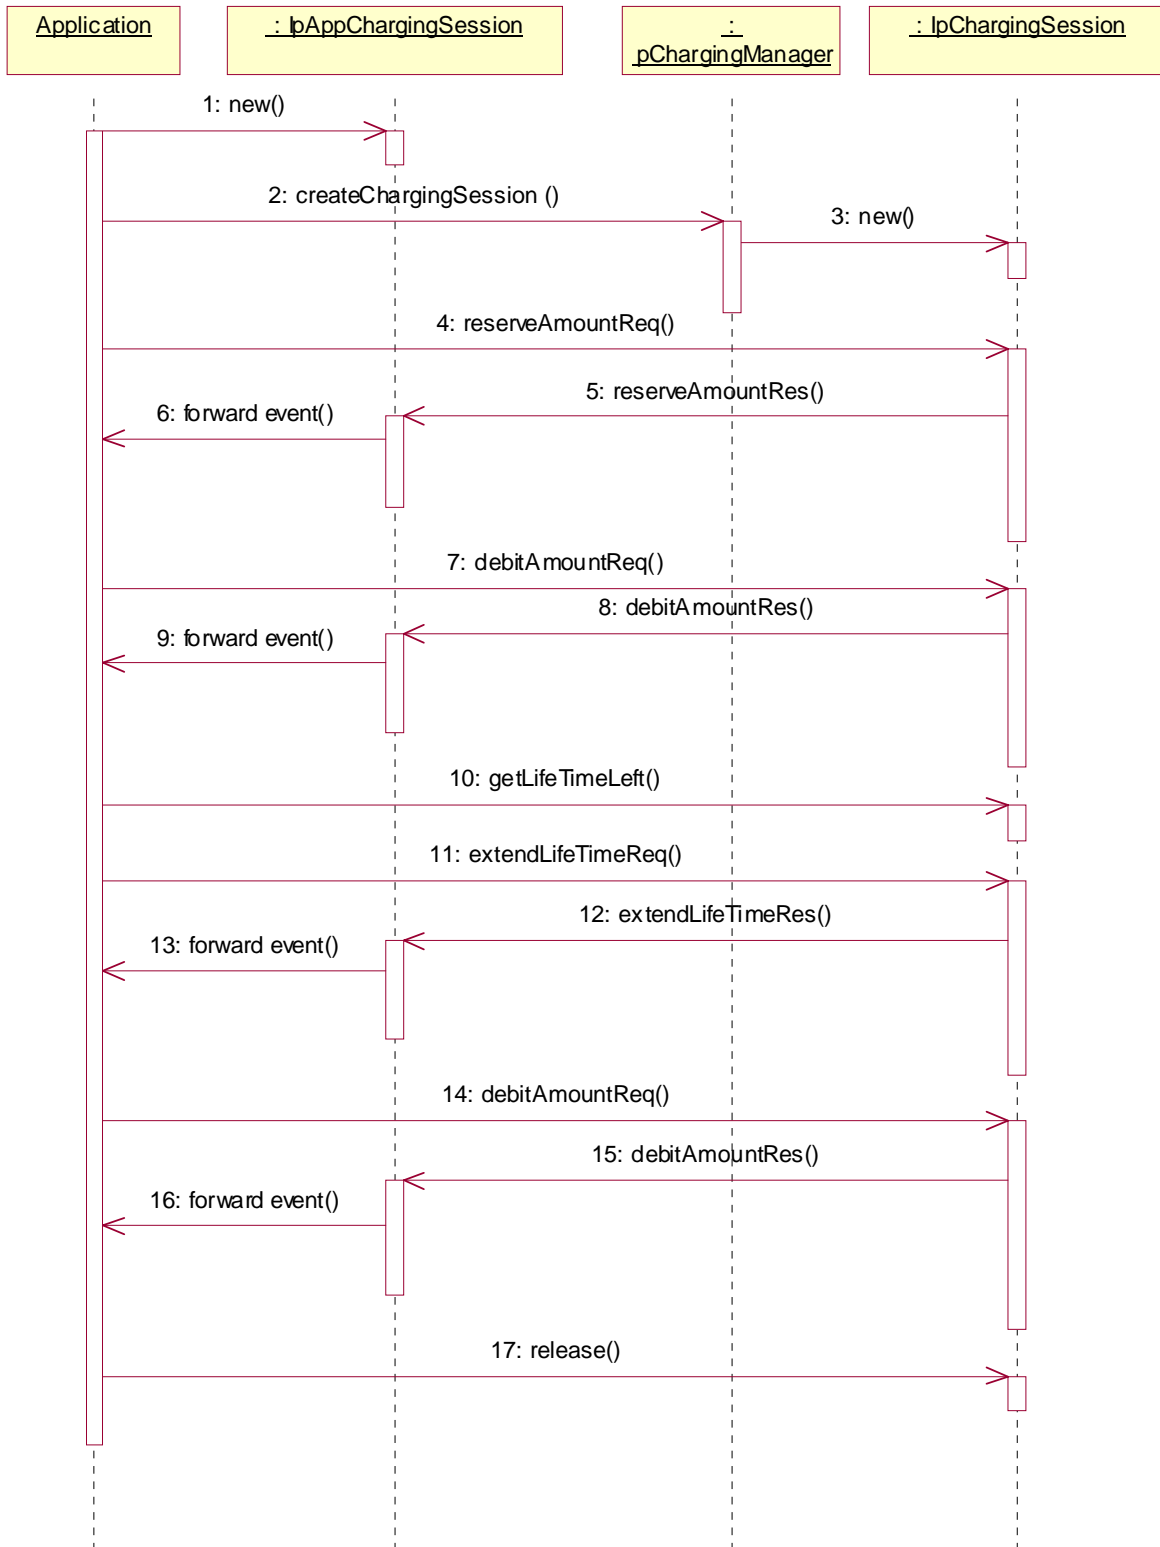 Application
: IpAppChargingSession
:
pChargingManager
: IpChargingSession
1: new()
2: createChargingSession ()
3: new()
4: reserveAmountReq()
5: reserveAmountRes()
6: forward event()
7: debitAmountReq()
8: debitAmountRes()
9: forward event()
10: getLifeTimeLeft()
11: extendLifeTimeReq()
12: extendLifeTimeRes()
13: forward event()
14: debitAmountReq()
15: debitAmountRes()
16: forward event()
17: release()